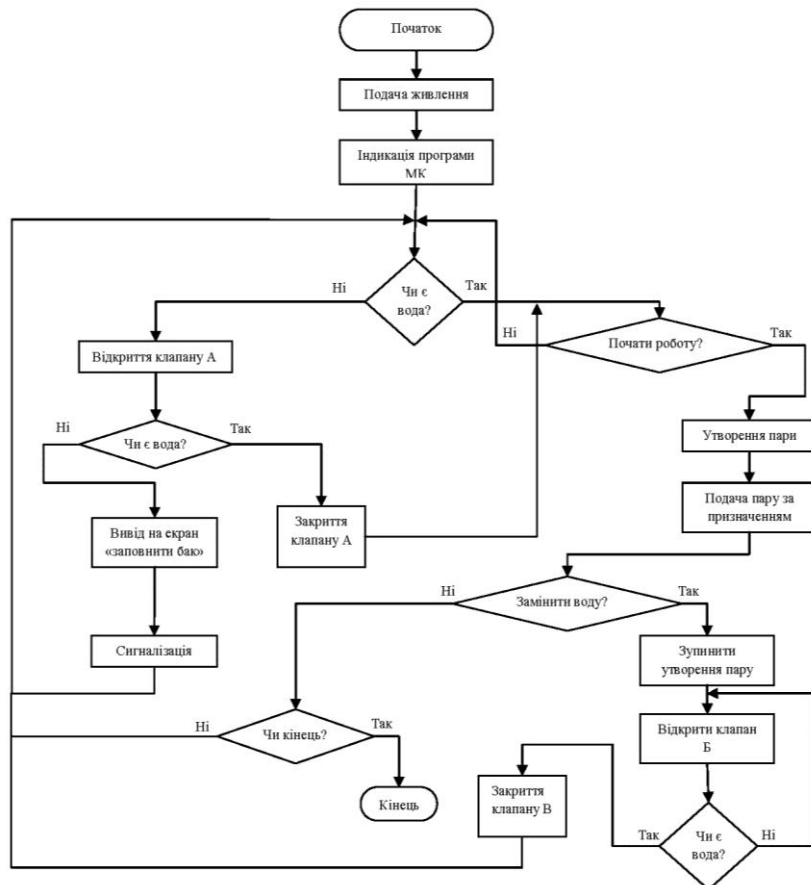 Початок
Подача живлення
Індикація програми
МК
Чи є
вода?
Ні
Так
Відкриття клапану А
Почати роботу?
Ні
Так
Чи є вода?
Ні
Так
Утворення пари
Вивід на екран
«заповнити бак»
Закриття
клапану А
Подача пару за
призначенням
Замінити воду?
Ні
Так
Сигналізація
Зупинити
утворення пару
Чи кінець?
Ні
Так
Відкрити клапан
Б
Кінець
Закриття
клапану В
Чи є
вода?
Так
Ні